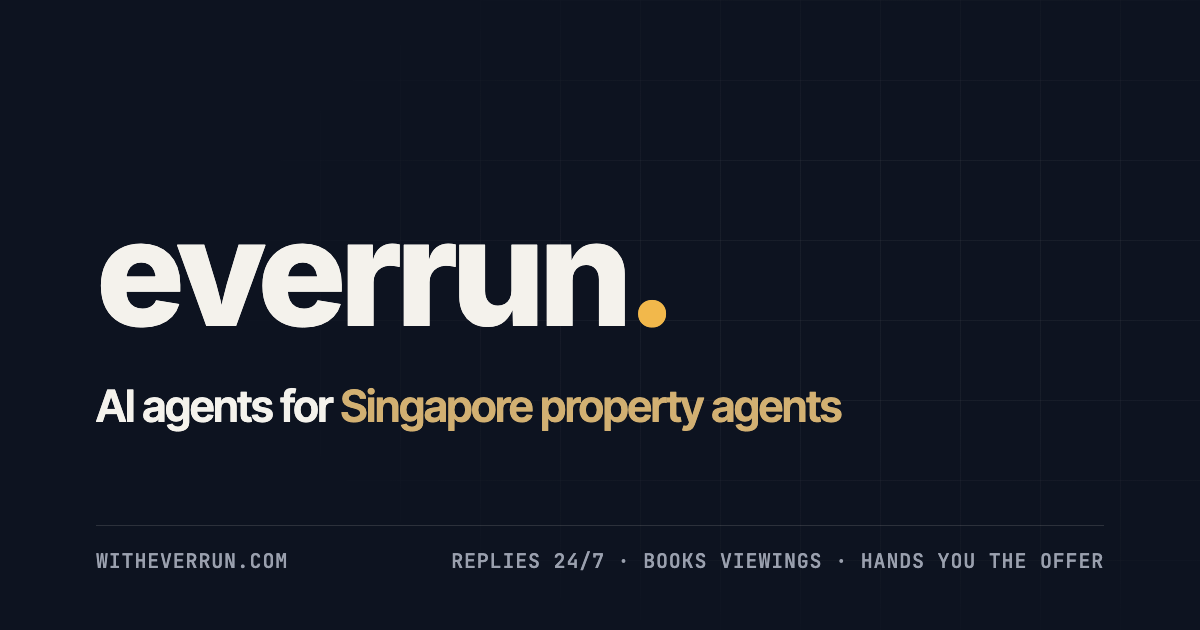 everrun.
AI agents for Singapore property agents
WITHEVERRUN.COM
REPLIES 24/7 · BOOKS VIEWINGS · HANDS YOU THE OFFER